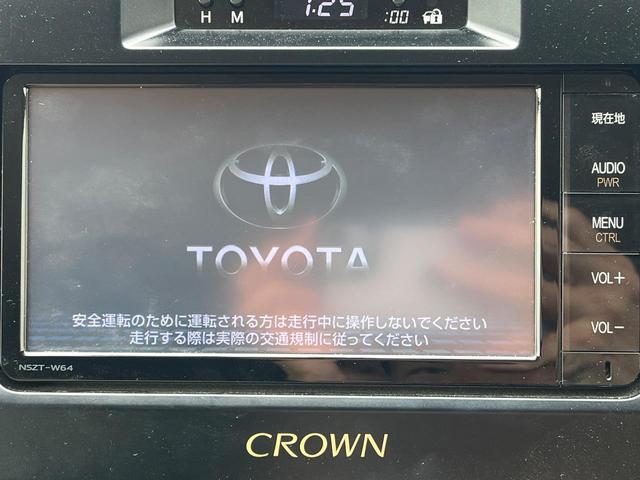 1:25
H M :00
現在地
AUDIO
PWR
TOYOTA
MENU
CTRL
VOL+
安全運転のために運転される方は走行中に操作しないでください
走行する際は実際の交通規制に従ってください
VOL-
NSZT-W64
CROWN